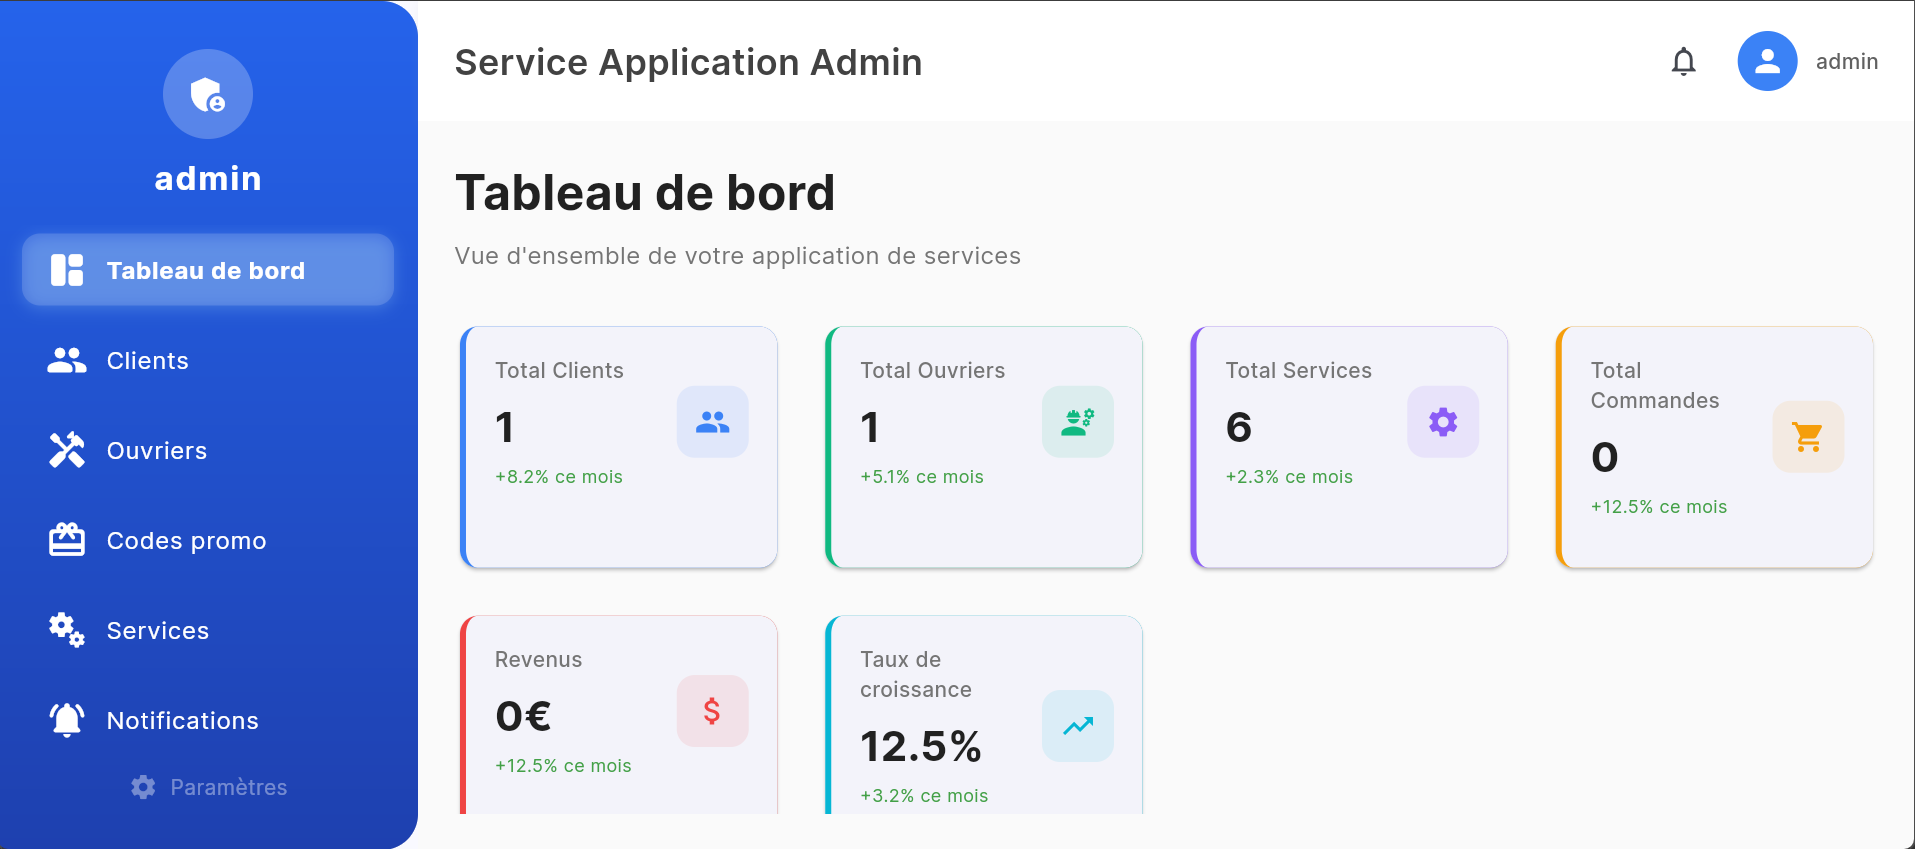 admin
Tableau de bord
Clients
Ouvriers
Codes promo
Services
Notifications
Paramètres
Service Application Admin
admin
Tableau de bord
Vue d'ensemble de votre application de services
Total Clients
1
+8.2% ce mois
Total Ouvriers
1
+5.1% ce mois
Total Services
6
+2.3% ce mois
Total
Commandes
0
+12.5% ce mois
Revenus
0€
+12.5% ce mois
Taux de
croissance
12.5%
+3.2% ce mois